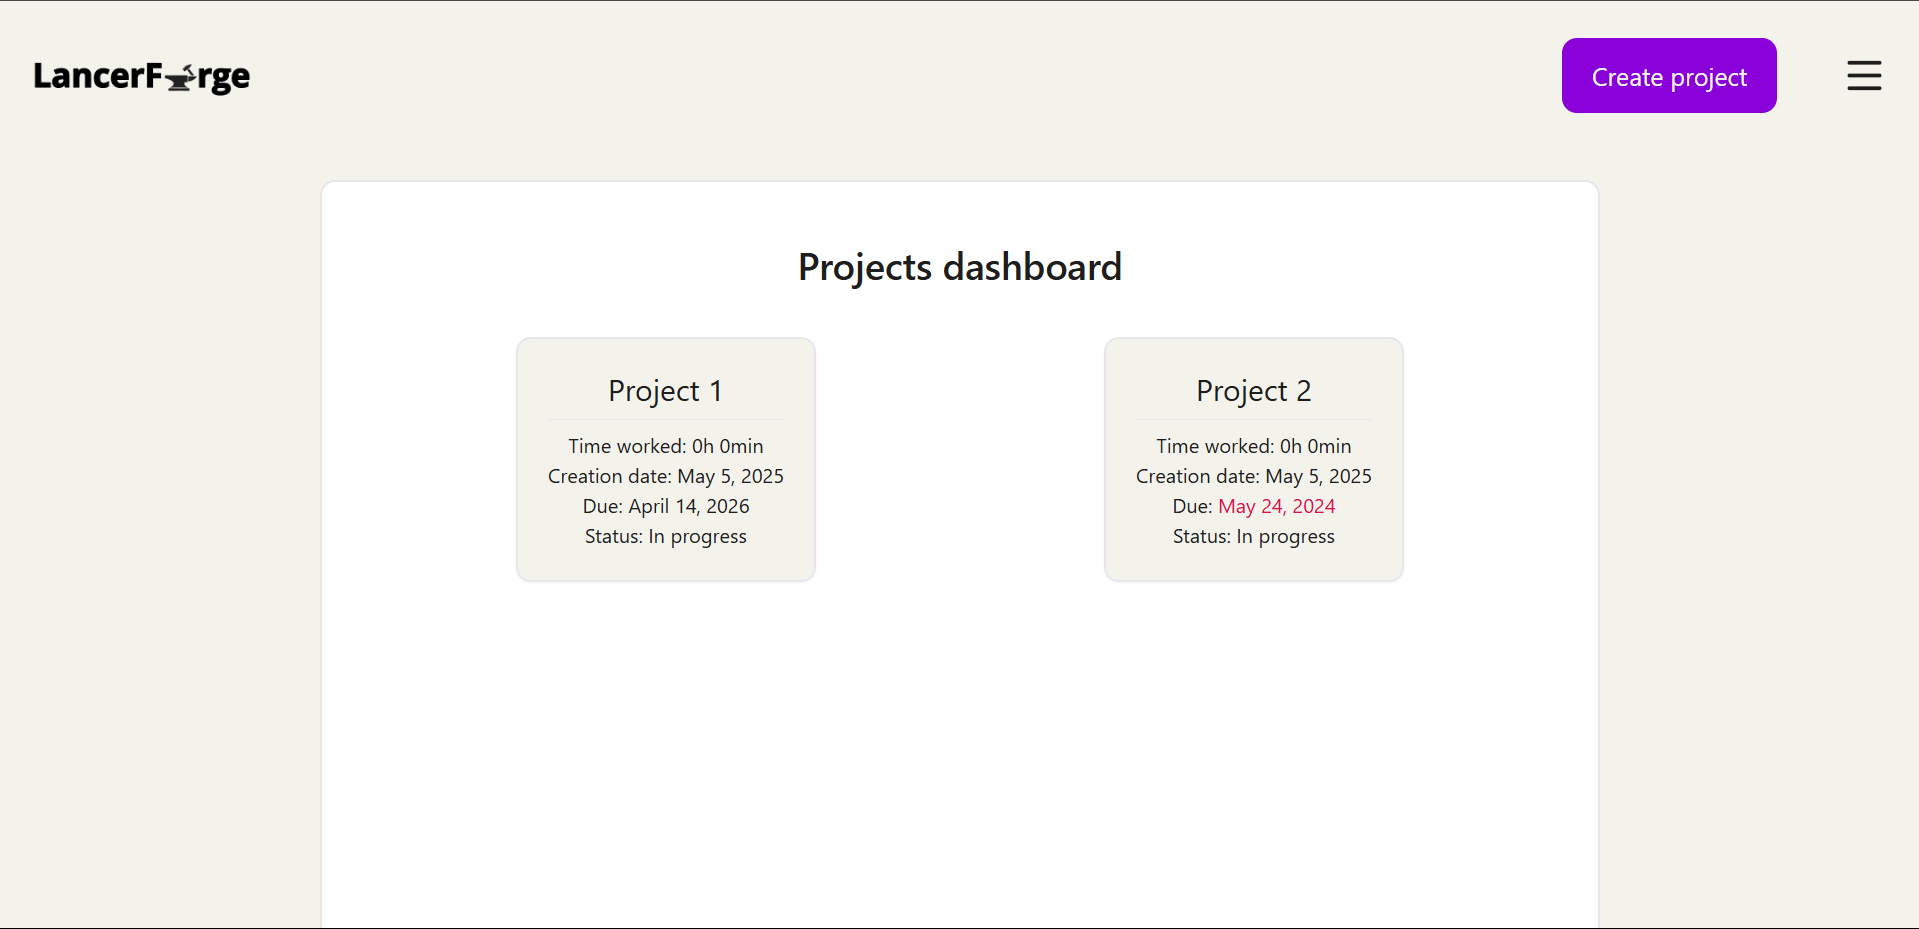 LancerForge
Create project
Projects dashboard
Project 1
Time worked: 0h 0min
Creation date: May 5, 2025
Due: April 14, 2026
Status: In progress
Project 2
Time worked: 0h 0min
Creation date: May 5, 2025
Due: May 24, 2024
Status: In progress